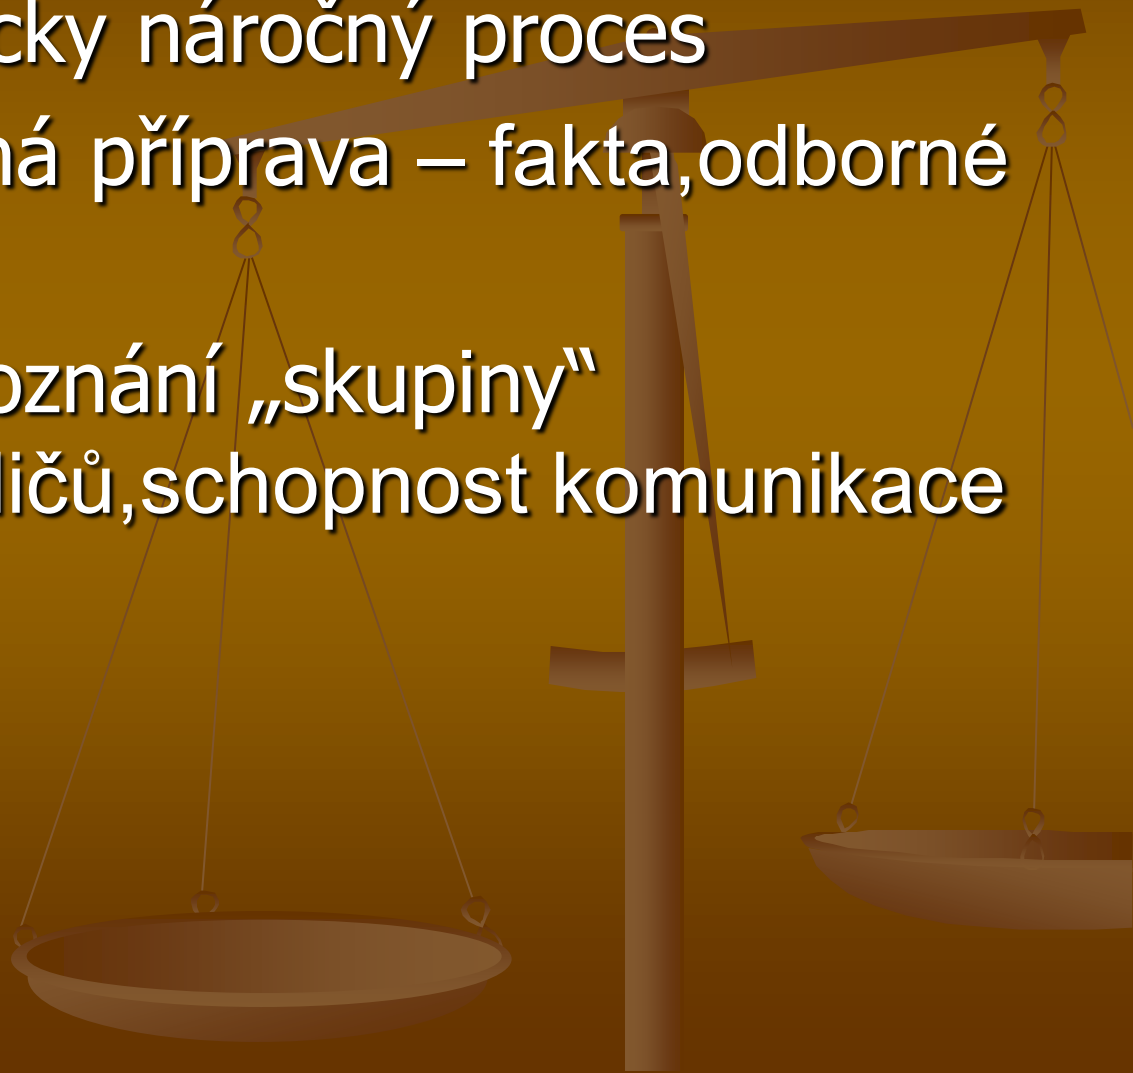 cky náročný proces
ná příprava – fakta,odborné
oznání „skupiny“
ličů,schopnost komunikace